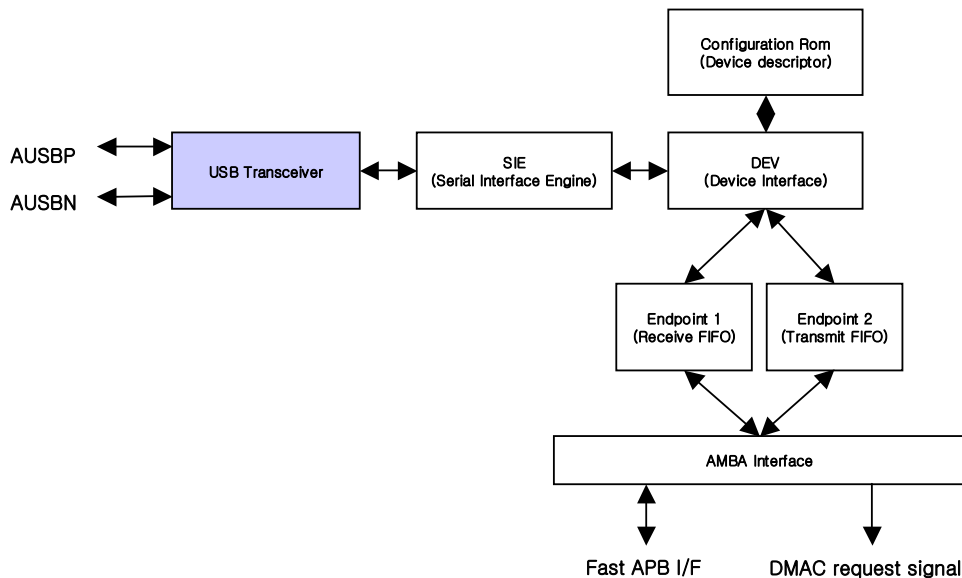 Configuration Rom
(Device descriptor)
AUSBP
AUSBN
USB Transceiver
SIE
(Serial Interface Engine)
DEV
(Device Interface)
Endpoint 1
(Receive FIFO)
Endpoint 2
(Transmit FIFO)
AMBA Interface
Fast APB I/F
DMAC request signal